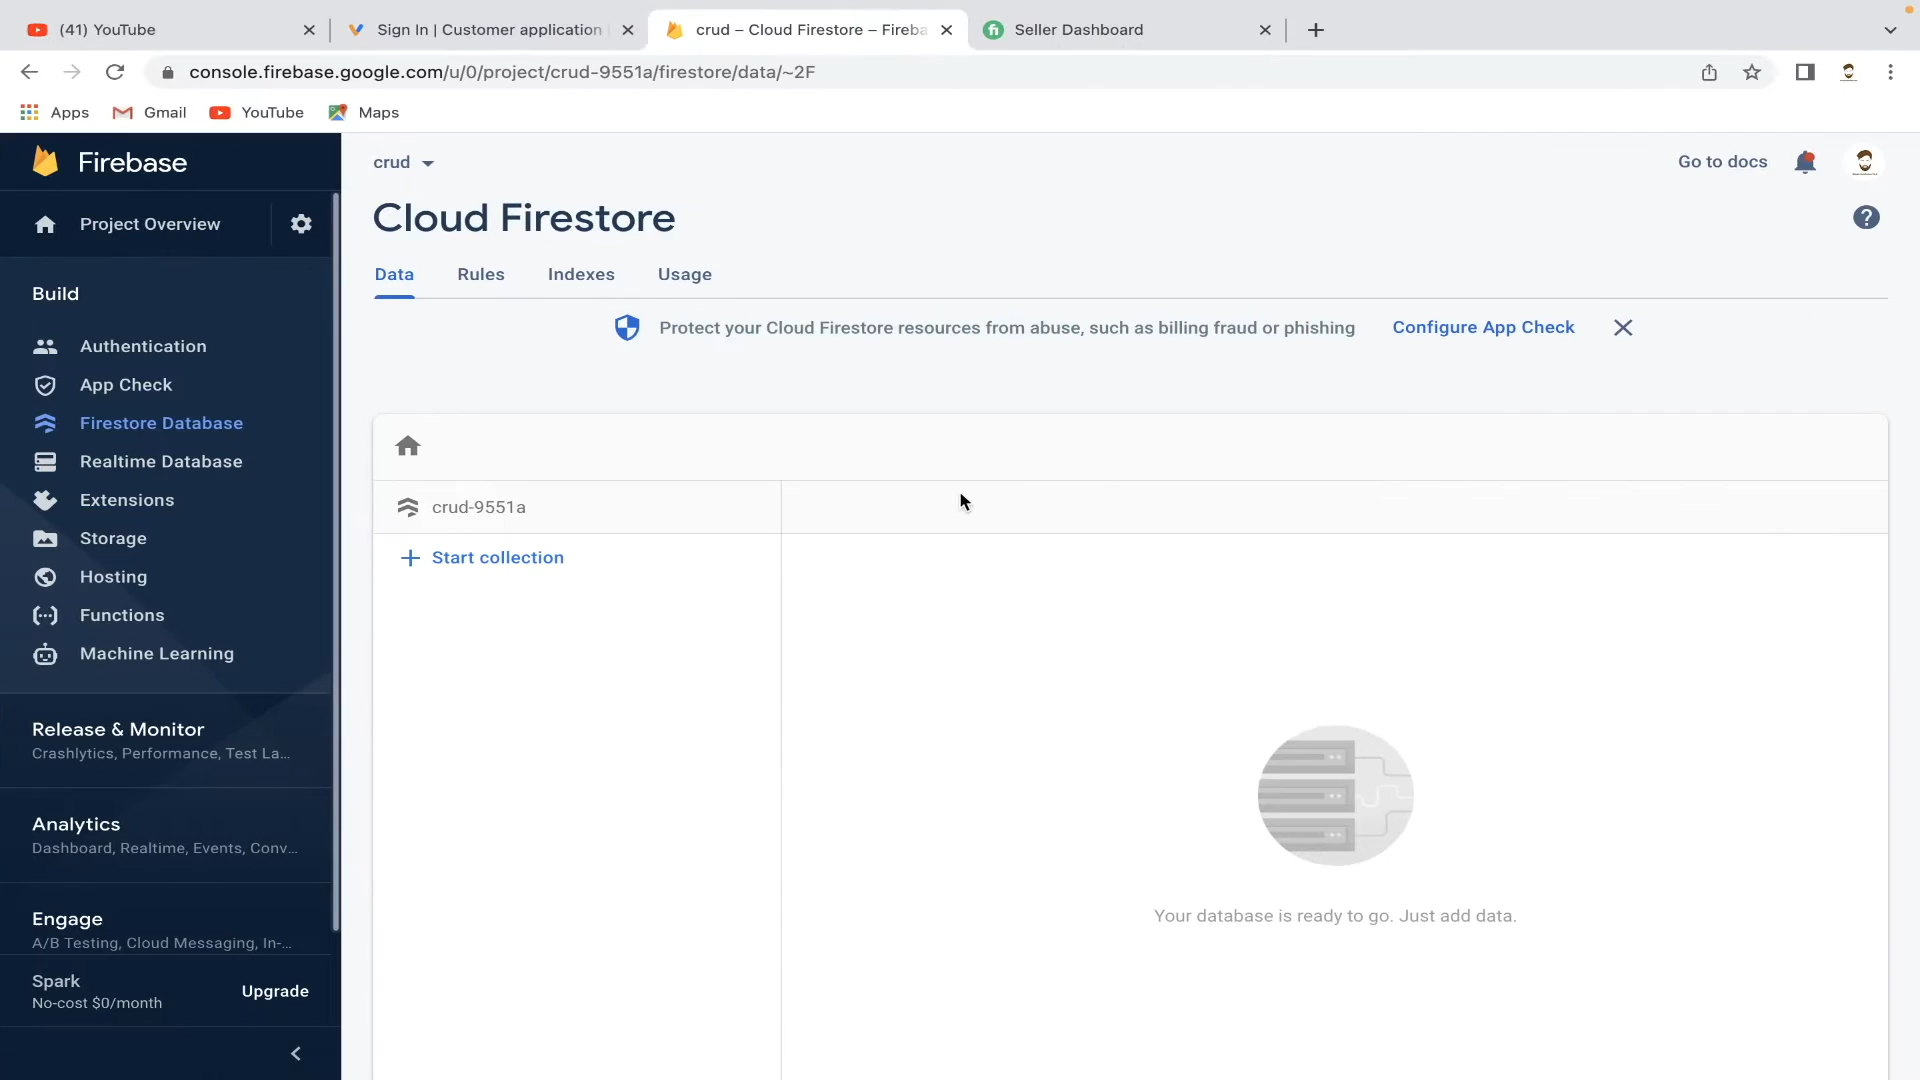 (41) YouTube
Sign In | Customer application
crud – Cloud Firestore – Fireba
Seller Dashboard
console.firebase.google.com/u/0/project/crud-9551a/firestore/data/~2F
Apps
Gmail
YouTube
Maps
Firebase
crud
Go to docs
Project Overview
Cloud Firestore
Data
Rules
Indexes
Usage
Build
Protect your Cloud Firestore resources from abuse, such as billing fraud or phishing
Configure App Check
Authentication
App Check
Firestore Database
Realtime Database
Extensions
Storage
Hosting
Functions
Machine Learning
crud-9551a
Start collection
Release & Monitor
Crashlytics, Performance, Test La...
Analytics
Dashboard, Realtime, Events, Conv...
Engage
A/B Testing, Cloud Messaging, In-...
Your database is ready to go. Just add data.
Spark
No-cost $0/month
Upgrade